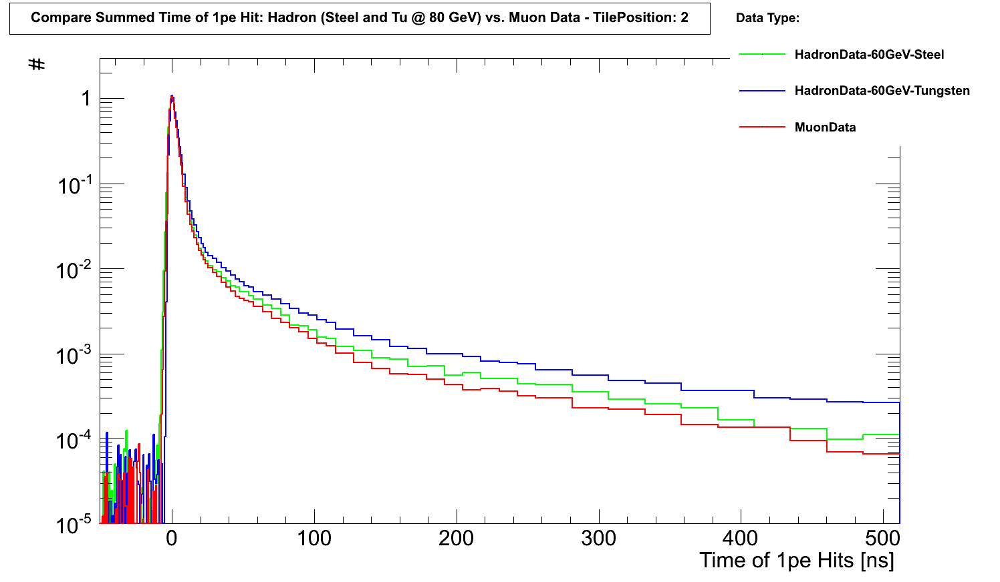 Compare Summed Time of 1pe Hit: Hadron (Steel and Tu @ 80 GeV) vs. Muon Data - TilePosition: 2
Data Type:
HadronData-60GeV-Steel
HadronData-60GeV-Tungsten
MuonData
#
1
10^-1
10^-2
10^-3
10^-4
10^-5
0 100 200 300 400 500
Time of 1pe Hits [ns]